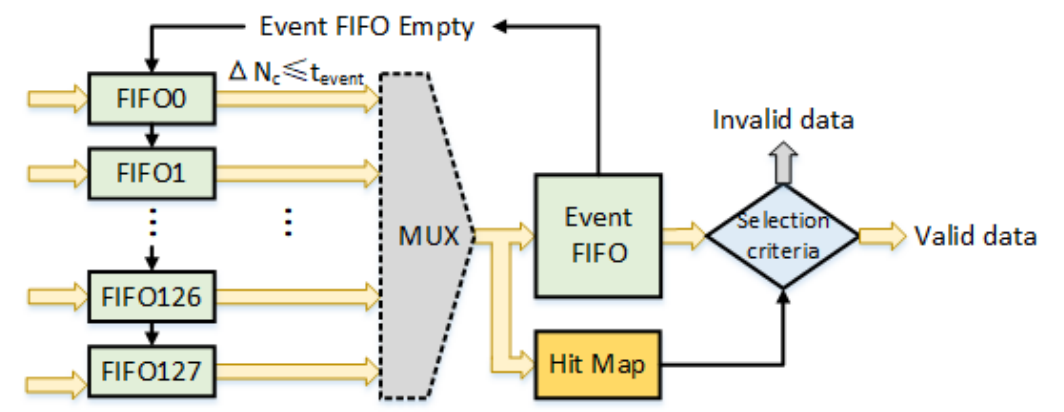 Event FIFO Empty
Δ Nc≤tevent
FIFO0
FIFO1
FIFO126
FIFO127
MUX
Event
FIFO
Hit Map
Invalid data
Selection
criteria
Valid data